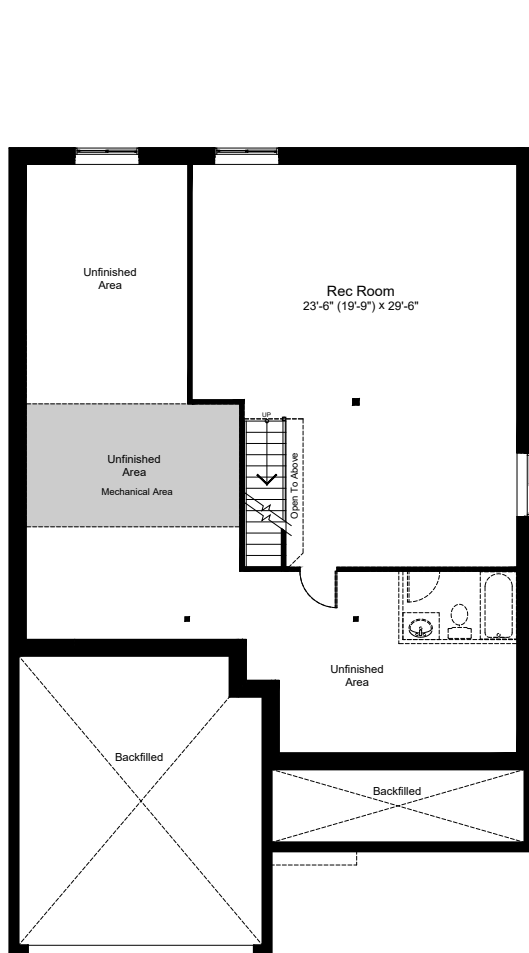 Unfinished
Area
Rec Room
23'-6" (19'-9") x 29'-6"
UP
Unfinished
Area
Mechanical Area
Open To Above
Unfinished
Area
Backfilled
Backfilled